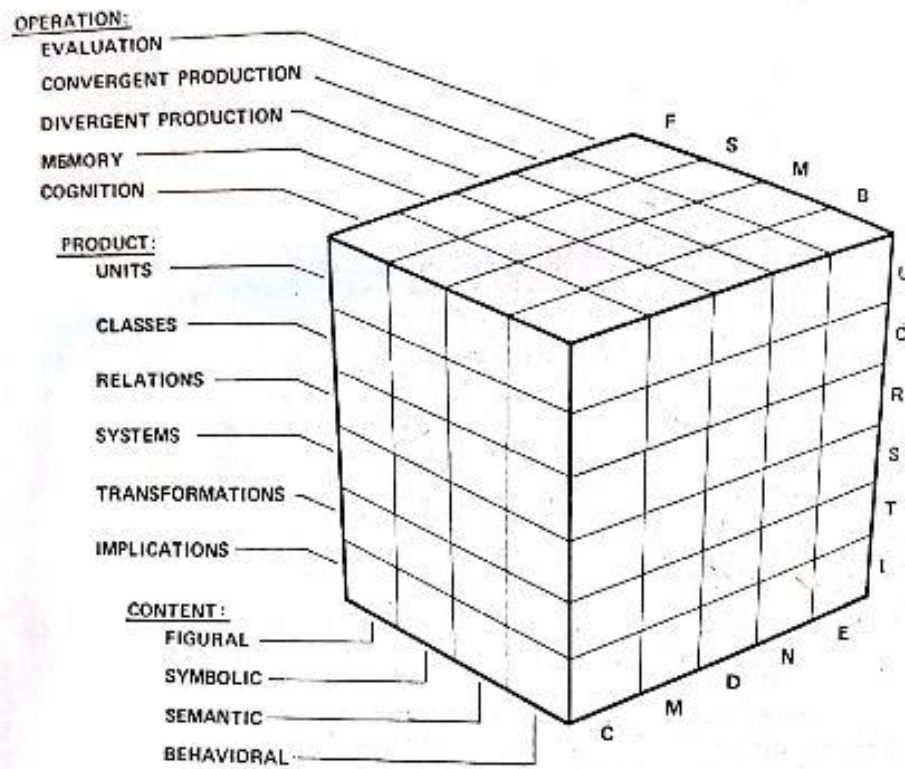 OPERATION:
EVALUATION
CONVERGENT PRODUCTION
DIVERGENT PRODUCTION
MEMORY
COGNITION
PRODUCT:
UNITS
CLASSES
RELATIONS
SYSTEMS
TRANSFORMATIONS
IMPLICATIONS
CONTENT:
FIGURAL
SYMBOLIC
SEMANTIC
BEHAVIORAL
F
S
M
B
U
C
R
S
T
I
C
M
D
N
E